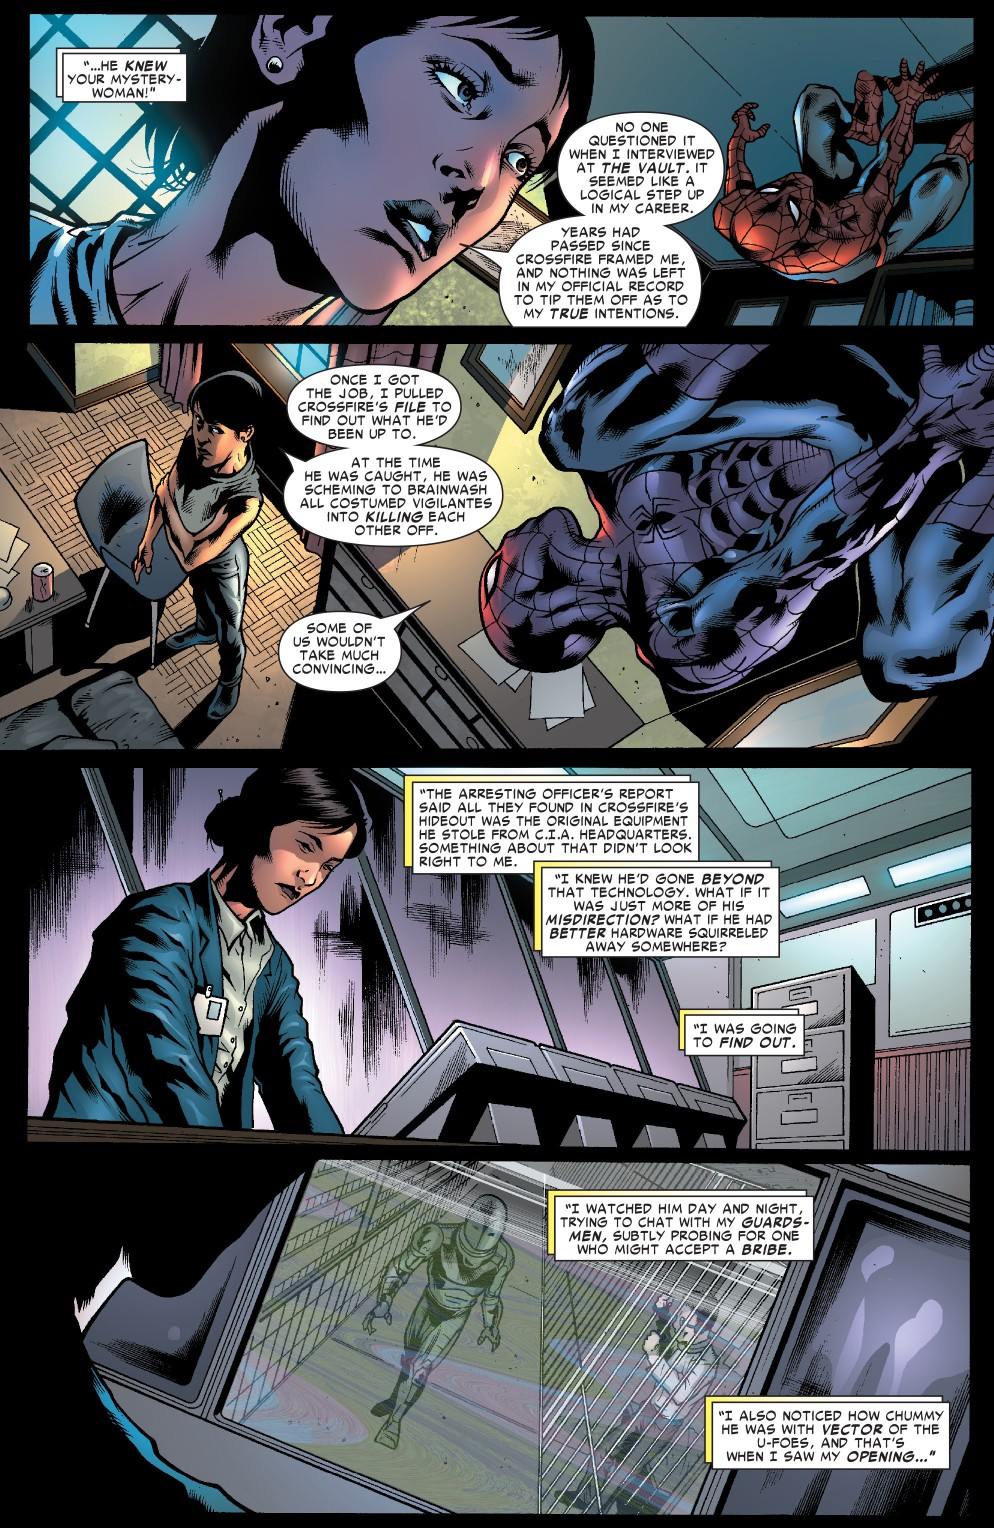 "...HE KNEW
YOUR MYSTERY-
WOMAN!"
NO ONE
QUESTIONED IT
WHEN I INTERVIEWED
AT THE VAULT. IT
SEEMED LIKE A
LOGICAL STEP UP
IN MY CAREER.
YEARS HAD
PASSED SINCE
CROSSFIRE FRAMED ME,
AND NOTHING WAS LEFT
IN MY OFFICIAL RECORD
TO TIP THEM OFF AS TO
MY TRUE INTENTIONS.
ONCE I GOT
THE JOB, I PULLED
CROSSFIRE'S FILE TO
FIND OUT WHAT HE'D
BEEN UP TO.
AT THE TIME
HE WAS CAUGHT, HE WAS
SCHEMING TO BRAINWASH
ALL COSTUMED VIGILANTES
INTO KILLING EACH
OTHER OFF.
SOME OF
US WOULDN'T
TAKE MUCH
CONVINCING...
"THE ARRESTING OFFICER'S REPORT
SAID ALL THEY FOUND IN CROSSFIRE'S
HIDEOUT WAS THE ORIGINAL EQUIPMENT
HE STOLE FROM C.I.A. HEADQUARTERS.
SOMETHING ABOUT THAT DIDN'T LOOK
RIGHT TO ME.
"I KNEW HE'D GONE BEYOND
THAT TECHNOLOGY. WHAT IF IT
WAS JUST MORE OF HIS
MISDIRECTION? WHAT IF HE HAD
BETTER HARDWARE SQUIRRELED
AWAY SOMEWHERE?
"I WAS GOING
TO FIND OUT.
"I WATCHED HIM DAY AND NIGHT,
TRYING TO CHAT WITH MY GUARDS-
MEN, SUBTLY PROBING FOR ONE
WHO MIGHT ACCEPT A BRIBE.
"I ALSO NOTICED HOW CHUMMY
HE WAS WITH VECTOR OF THE
U-FOES, AND THAT'S
WHEN I SAW MY OPENING..."